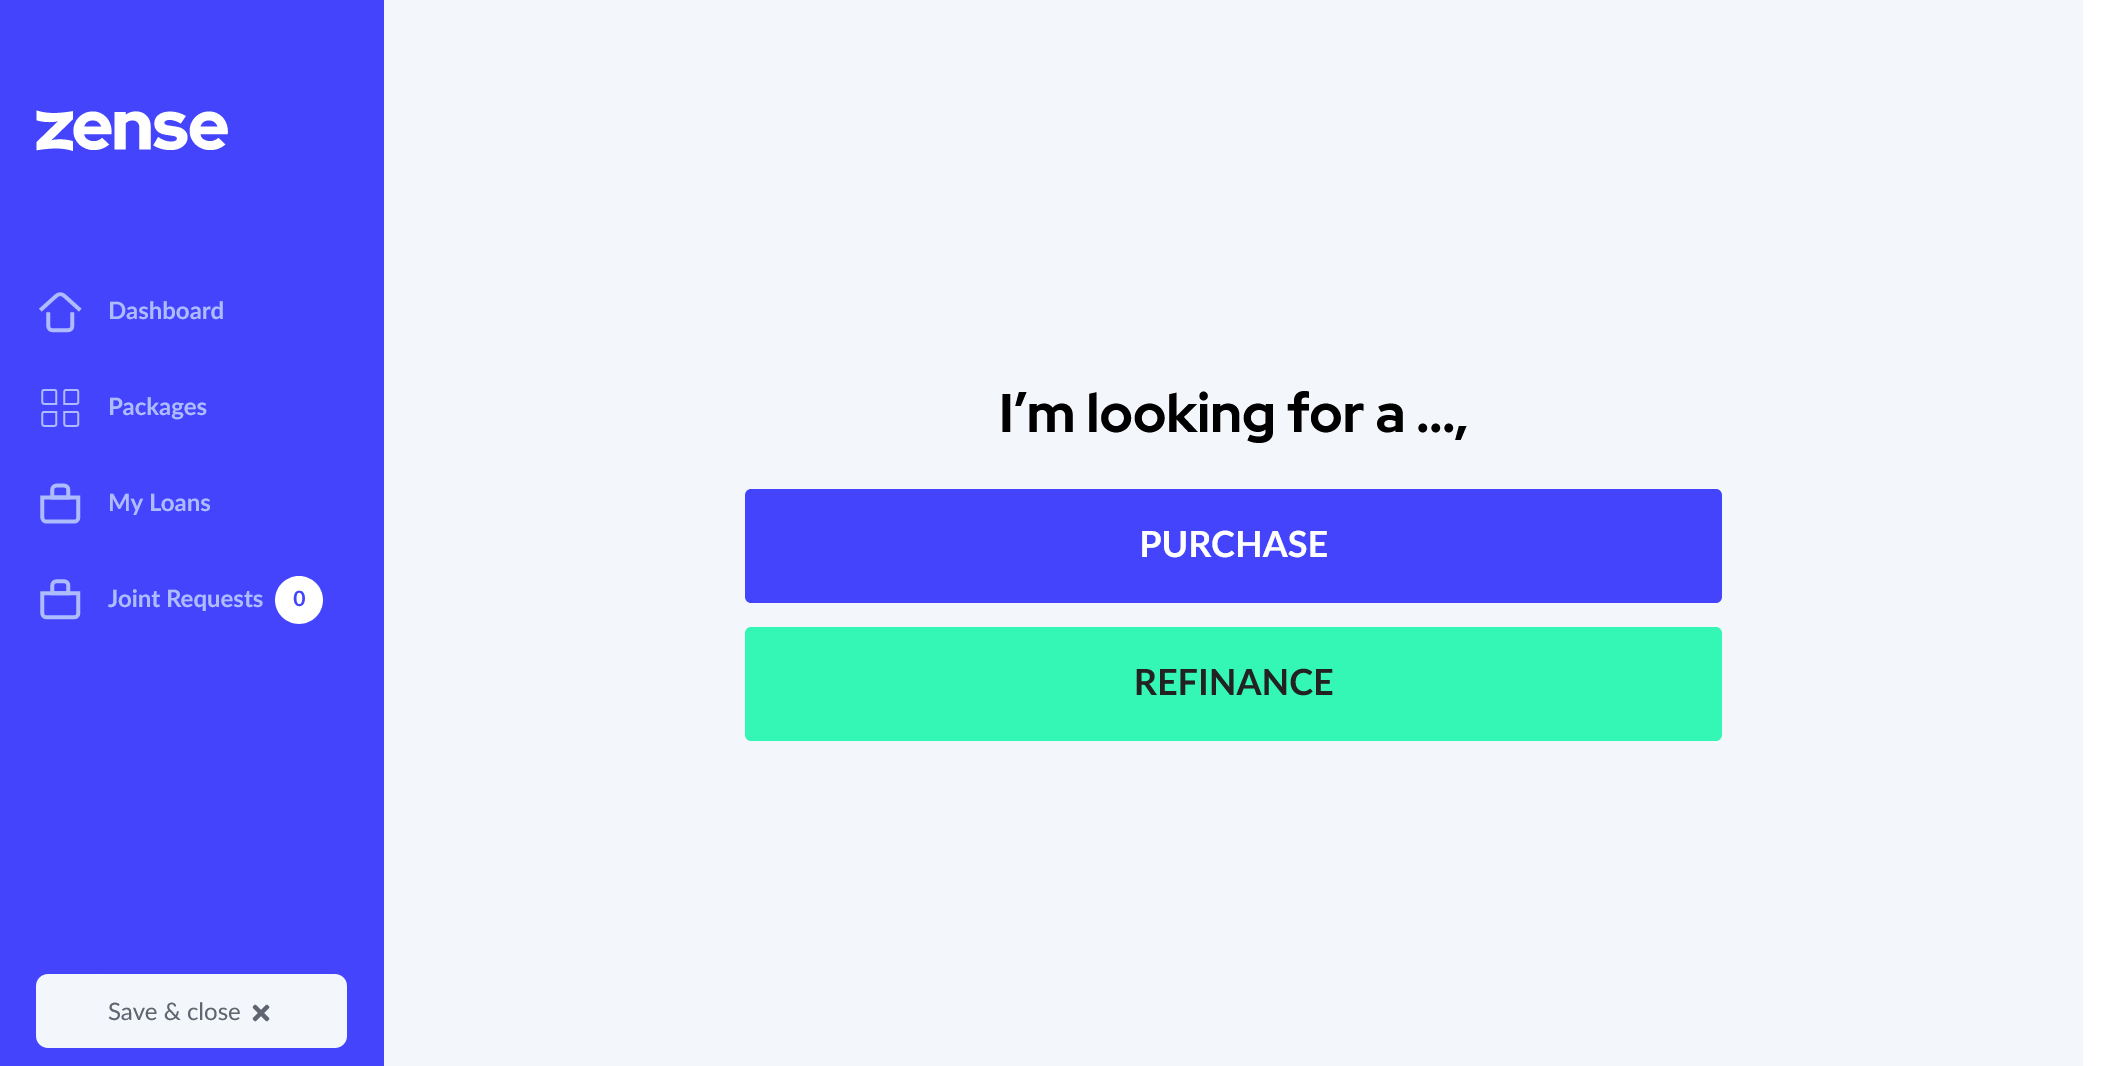 zense
Dashboard
Packages
My Loans
Joint Requests 0
Save & close
I'm looking for a ...,
PURCHASE
REFINANCE